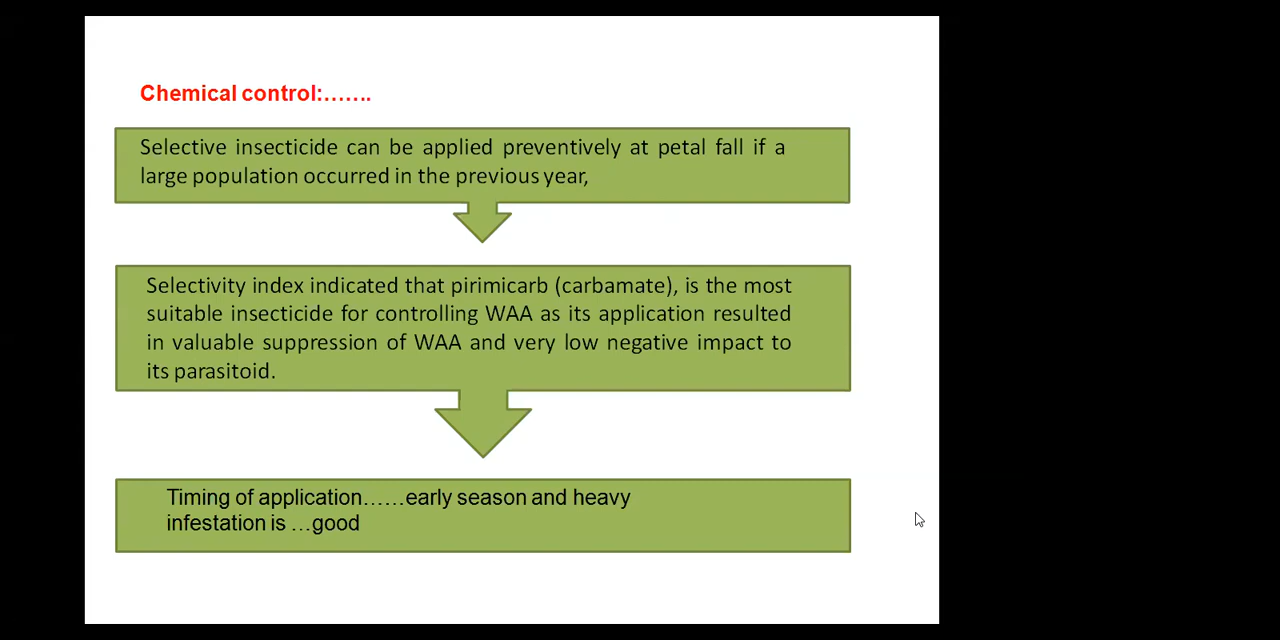 Chemical control:…….
Selective insecticide can be applied preventively at petal fall if a
large population occurred in the previous year,
Selectivity index indicated that pirimicarb (carbamate), is the most
suitable insecticide for controlling WAA as its application resulted
in valuable suppression of WAA and very low negative impact to
its parasitoid.
Timing of application……early season and heavy
infestation is …good